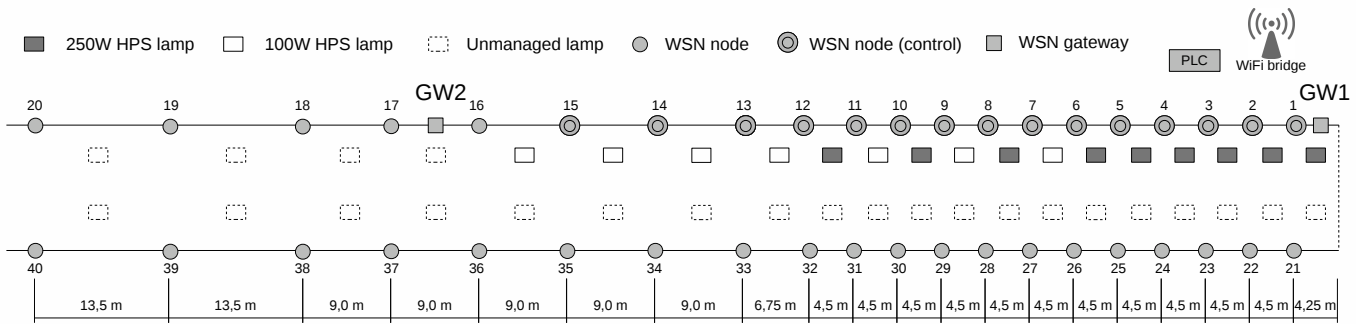 250W HPS lamp 100W HPS lamp Unmanaged lamp WSN node WSN node (control) WSN gateway
PLC WiFi bridge
GW2 GW1
20 19 18 17 16 15 14 13 12 11 10 9 8 7 6 5 4 3 2 1
40 39 38 37 36 35 34 33 32 31 30 29 28 27 26 25 24 23 22 21
13,5 m 13,5 m 9,0 m 9,0 m 9,0 m 9,0 m 9,0 m 6,75 m 4,5 m 4,5 m 4,5 m 4,5 m 4,5 m 4,5 m 4,5 m 4,5 m 4,5 m 4,5 m 4,5 m 4,25 m